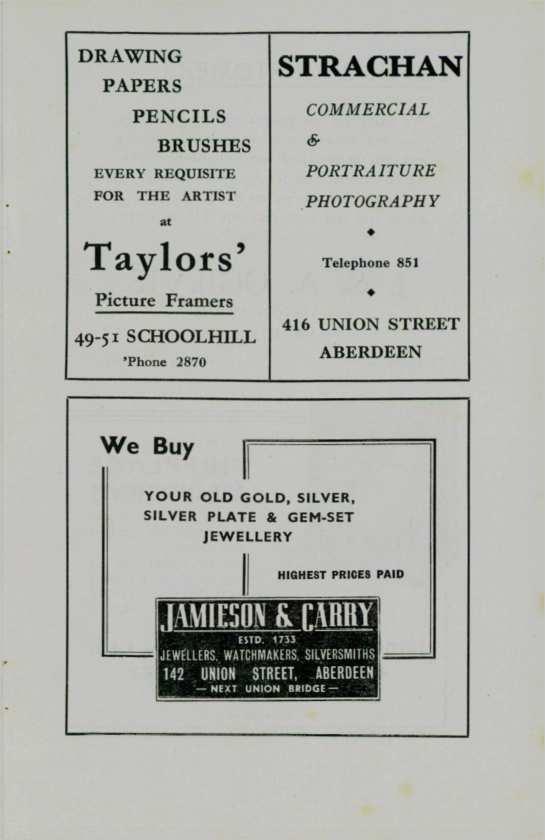 DRAWING
PAPERS
PENCILS
BRUSHES
EVERY REQUISITE
FOR THE ARTIST
at
Taylors'
Picture Framers
49-51 SCHOOLHILL
'Phone 2870
STRACHAN
COMMERCIAL
&
PORTRAITURE
PHOTOGRAPHY
Telephone 851
416 UNION STREET
ABERDEEN
We Buy
YOUR OLD GOLD, SILVER,
SILVER PLATE & GEM-SET
JEWELLERY
HIGHEST PRICES PAID
JAMIESON & CARRY
ESTD. 1733
JEWELLERS, WATCHMAKERS, SILVERSMITHS
142 UNION STREET, ABERDEEN
— NEXT UNION BRIDGE —